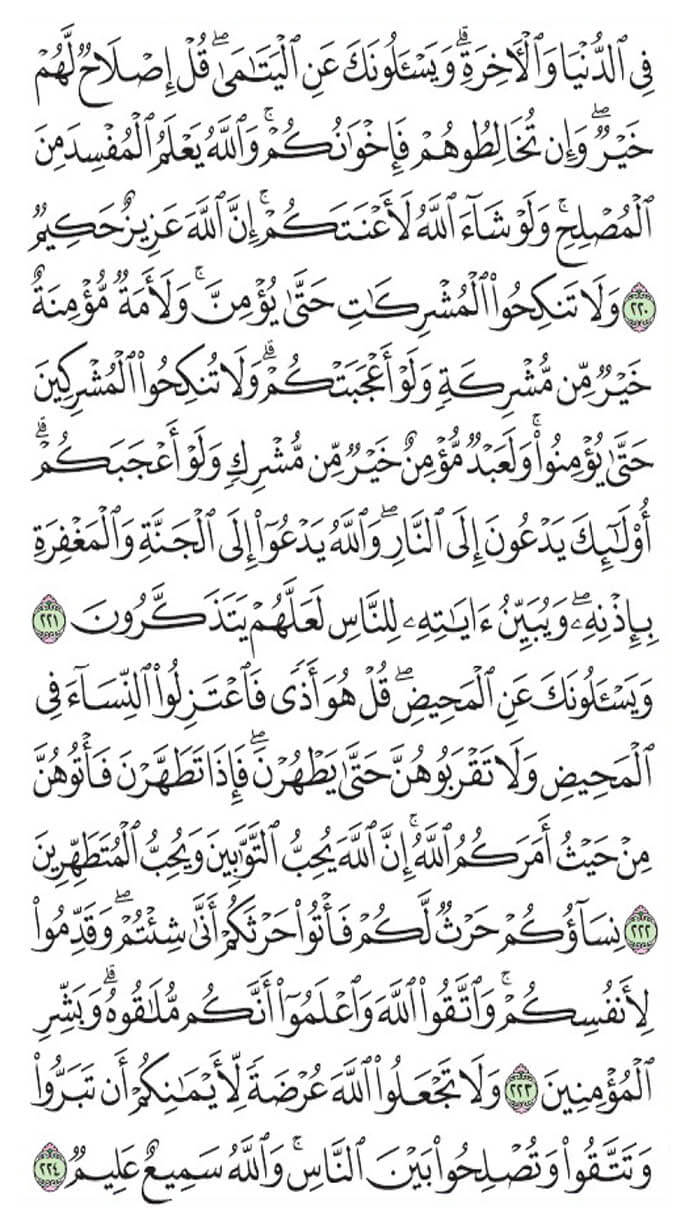 فِي ٱلدُّنۡيَا وَٱلۡأٓخِرَةِۗ وَيَسۡـَٔلُونَكَ عَنِ ٱلۡيَتَٰمَىٰۖ قُلۡ إِصۡلَاحٞ لَّهُمۡ
خَيۡرٞۖ وَإِن تُخَالِطُوهُمۡ فَإِخۡوَٰنُكُمۡۚ وَٱللَّهُ يَعۡلَمُ ٱلۡمُفۡسِدَ مِنَ
ٱلۡمُصۡلِحِۚ وَلَوۡ شَآءَ ٱللَّهُ لَأَعۡنَتَكُمۡۚ إِنَّ ٱللَّهَ عَزِيزٌ حَكِيمٞ
٢٢٠ وَلَا تَنكِحُواْ ٱلۡمُشۡرِكَٰتِ حَتَّىٰ يُؤۡمِنَّۚ وَلَأَمَةٞ مُّؤۡمِنَةٌ
خَيۡرٞ مِّن مُّشۡرِكَةٖ وَلَوۡ أَعۡجَبَتۡكُمۡۗ وَلَا تُنكِحُواْ ٱلۡمُشۡرِكِينَ
حَتَّىٰ يُؤۡمِنُواْۚ وَلَعَبۡدٞ مُّؤۡمِنٌ خَيۡرٞ مِّن مُّشۡرِكٖ وَلَوۡ أَعۡجَبَكُمۡۗ
أُوْلَٰٓئِكَ يَدۡعُونَ إِلَى ٱلنَّارِۖ وَٱللَّهُ يَدۡعُوٓاْ إِلَى ٱلۡجَنَّةِ وَٱلۡمَغۡفِرَةِ
بِإِذۡنِهِۦۖ وَيُبَيِّنُ ءَايَٰتِهِۦ لِلنَّاسِ لَعَلَّهُمۡ يَتَذَكَّرُونَ ٢٢١
وَيَسۡـَٔلُونَكَ عَنِ ٱلۡمَحِيضِۖ قُلۡ هُوَ أَذٗى فَٱعۡتَزِلُواْ ٱلنِّسَآءَ فِي
ٱلۡمَحِيضِ وَلَا تَقۡرَبُوهُنَّ حَتَّىٰ يَطۡهُرۡنَۖ فَإِذَا تَطَهَّرۡنَ فَأۡتُوهُنَّ
مِنۡ حَيۡثُ أَمَرَكُمُ ٱللَّهُۚ إِنَّ ٱللَّهَ يُحِبُّ ٱلتَّوَّٰبِينَ وَيُحِبُّ ٱلۡمُتَطَهِّرِينَ
٢٢٢ نِسَآؤُكُمۡ حَرۡثٞ لَّكُمۡ فَأۡتُواْ حَرۡثَكُمۡ أَنَّىٰ شِئۡتُمۡۖ وَقَدِّمُواْ
لِأَنفُسِكُمۡۚ وَٱتَّقُواْ ٱللَّهَ وَٱعۡلَمُوٓاْ أَنَّكُم مُّلَٰقُوهُۗ وَبَشِّرِ
ٱلۡمُؤۡمِنِينَ ٢٢٣ وَلَا تَجۡعَلُواْ ٱللَّهَ عُرۡضَةٗ لِّأَيۡمَٰنِكُمۡ أَن تَبَرُّواْ
وَتَتَّقُواْ وَتُصۡلِحُواْ بَيۡنَ ٱلنَّاسِۚ وَٱللَّهُ سَمِيعٌ عَلِيمٞ ٢٢٤